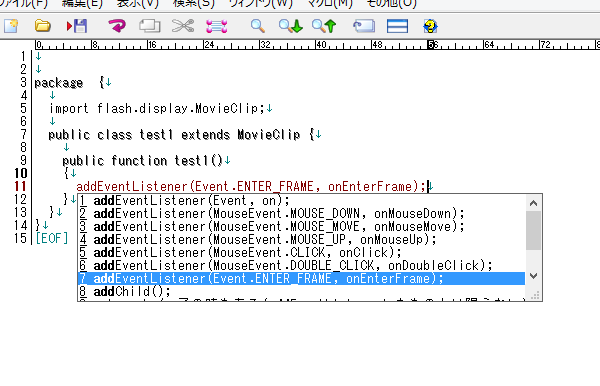 ファイル(F) 編集(E) 表示(V) 検索(S) ウィンドウ(W) マクロ(M) その他(O)
0 8 16 24 32 40 48 56 64 72 8
1 ↓
2 ↓
3 package {↓
4 ↓
5 import flash.display.MovieClip;↓
6 ↓
7 public class test1 extends MovieClip {↓
8 ↓
9 public function test1()↓
10 {↓
11 addEventListener(Event.ENTER_FRAME, onEnterFrame);↓
12 }↓
13 }↓
14 }↓
15 [EOF]
1 addEventListener(Event, on);
2 addEventListener(MouseEvent.MOUSE_DOWN, onMouseDown);
3 addEventListener(MouseEvent.MOUSE_MOVE, onMouseMove);
4 addEventListener(MouseEvent.MOUSE_UP, onMouseUp);
5 addEventListener(MouseEvent.CLICK, onClick);
6 addEventListener(MouseEvent.DOUBLE_CLICK, onDoubleClick);
7 addEventListener(Event.ENTER_FRAME, onEnterFrame);
8 addChild();